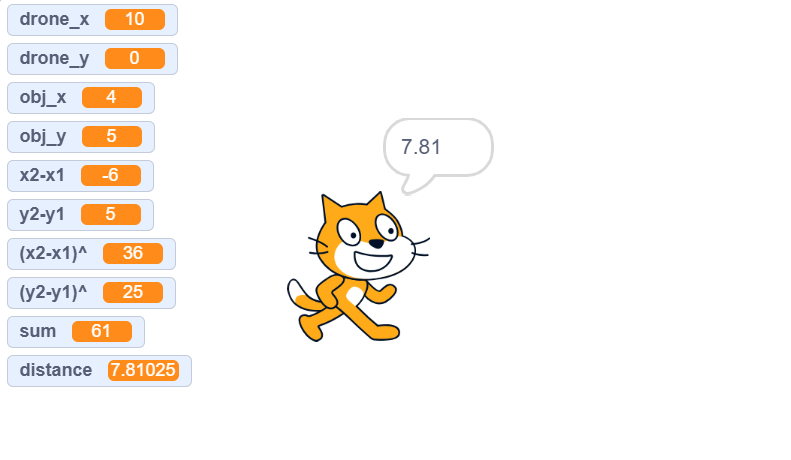 drone_x 10
drone_y 0
obj_x 4
obj_y 5
x2-x1 -6
y2-y1 5
(x2-x1)^ 36
(y2-y1)^ 25
sum 61
distance 7.81025
7.81